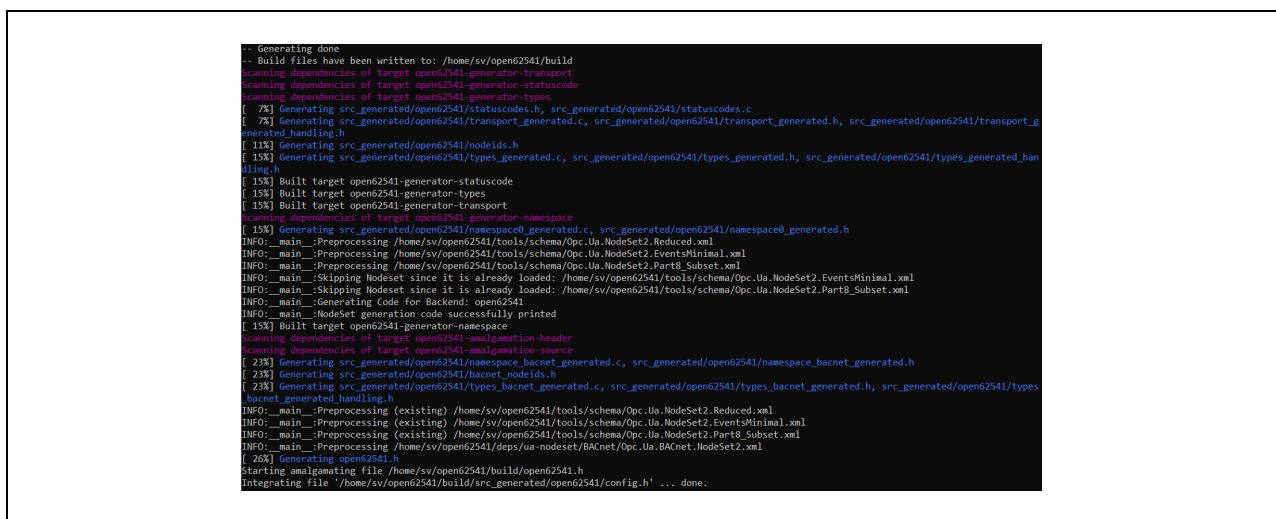 -- Generating done
-- Build files have been written to: /home/sv/open62541/build
Scanning dependencies of target open62541-generator-transport
Scanning dependencies of target open62541-generator-statuscode
Scanning dependencies of target open62541-generator-types
[  7%] Generating src_generated/open62541/statuscodes.h, src_generated/open62541/statuscodes.c
[  7%] Generating src_generated/open62541/transport_generated.c, src_generated/open62541/transport_generated.h, src_generated/open62541/transport_g
enerated_handling.h
[ 11%] Generating src_generated/open62541/nodeids.h
[ 15%] Generating src_generated/open62541/types_generated.c, src_generated/open62541/types_generated.h, src_generated/open62541/types_generated_han
dling.h
[ 15%] Built target open62541-generator-statuscode
[ 15%] Built target open62541-generator-types
[ 15%] Built target open62541-generator-transport
Scanning dependencies of target open62541-generator-namespace
[ 15%] Generating src_generated/open62541/namespace0_generated.c, src_generated/open62541/namespace0_generated.h
INFO:__main__:Preprocessing /home/sv/open62541/tools/schema/Opc.Ua.NodeSet2.Reduced.xml
INFO:__main__:Preprocessing /home/sv/open62541/tools/schema/Opc.Ua.NodeSet2.EventsMinimal.xml
INFO:__main__:Preprocessing /home/sv/open62541/tools/schema/Opc.Ua.NodeSet2.Part8_Subset.xml
INFO:__main__:Skipping Nodeset since it is already loaded: /home/sv/open62541/tools/schema/Opc.Ua.NodeSet2.EventsMinimal.xml
INFO:__main__:Skipping Nodeset since it is already loaded: /home/sv/open62541/tools/schema/Opc.Ua.NodeSet2.Part8_Subset.xml
INFO:__main__:Generating Code for Backend: open62541
INFO:__main__:NodeSet generation code successfully printed
[ 15%] Built target open62541-generator-namespace
Scanning dependencies of target open62541-amalgamation-header
Scanning dependencies of target open62541-amalgamation-source
[ 23%] Generating src_generated/open62541/namespace_bacnet_generated.c, src_generated/open62541/namespace_bacnet_generated.h
[ 23%] Generating src_generated/open62541/bacnet_nodeids.h
[ 23%] Generating src_generated/open62541/types_bacnet_generated.c, src_generated/open62541/types_bacnet_generated.h, src_generated/open62541/types
_bacnet_generated_handling.h
INFO:__main__:Preprocessing (existing) /home/sv/open62541/tools/schema/Opc.Ua.NodeSet2.Reduced.xml
INFO:__main__:Preprocessing (existing) /home/sv/open62541/tools/schema/Opc.Ua.NodeSet2.EventsMinimal.xml
INFO:__main__:Preprocessing (existing) /home/sv/open62541/tools/schema/Opc.Ua.NodeSet2.Part8_Subset.xml
INFO:__main__:Preprocessing /home/sv/open62541/deps/ua-nodeset/BACnet/Opc.Ua.BACnet.NodeSet2.xml
[ 26%] Generating open62541.h
Starting amalgamating file /home/sv/open62541/build/open62541.h
Integrating file '/home/sv/open62541/build/src_generated/open62541/config.h' ... done.